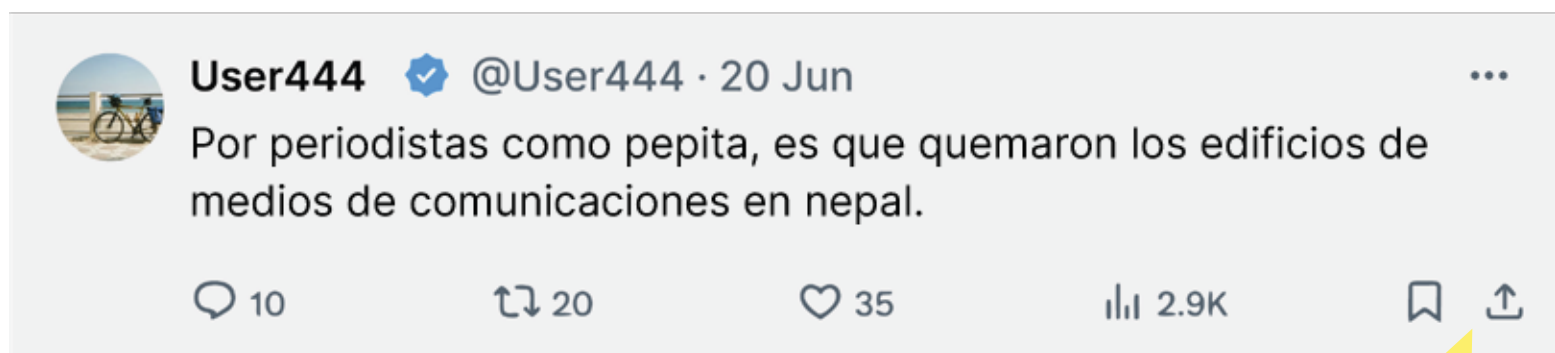 User444 @User444 · 20 Jun
Por periodistas como pepita, es que quemaron los edificios de
medios de comunicaciones en nepal.
10 20 35 2.9K